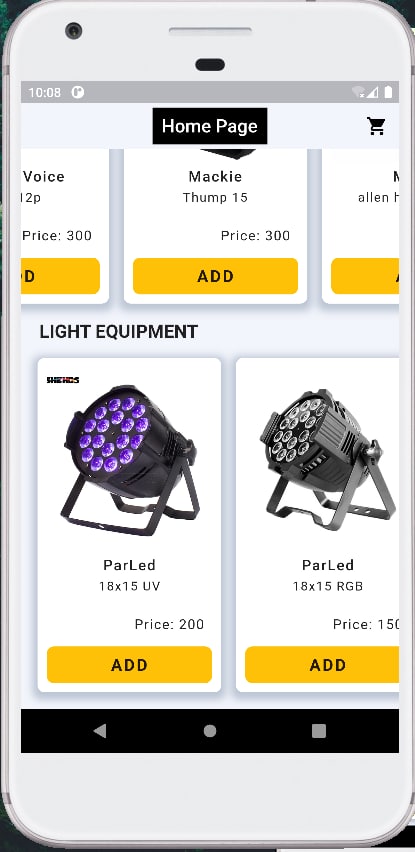 10:08
Home Page
Voice
Mackie
M
12p
Thump 15
allen h
Price: 300
Price: 300
D
ADD
LIGHT EQUIPMENT
SHEHDS
ParLed
ParLed
18x15 UV
18x15 RGB
Price: 200
Price: 150
ADD
ADD